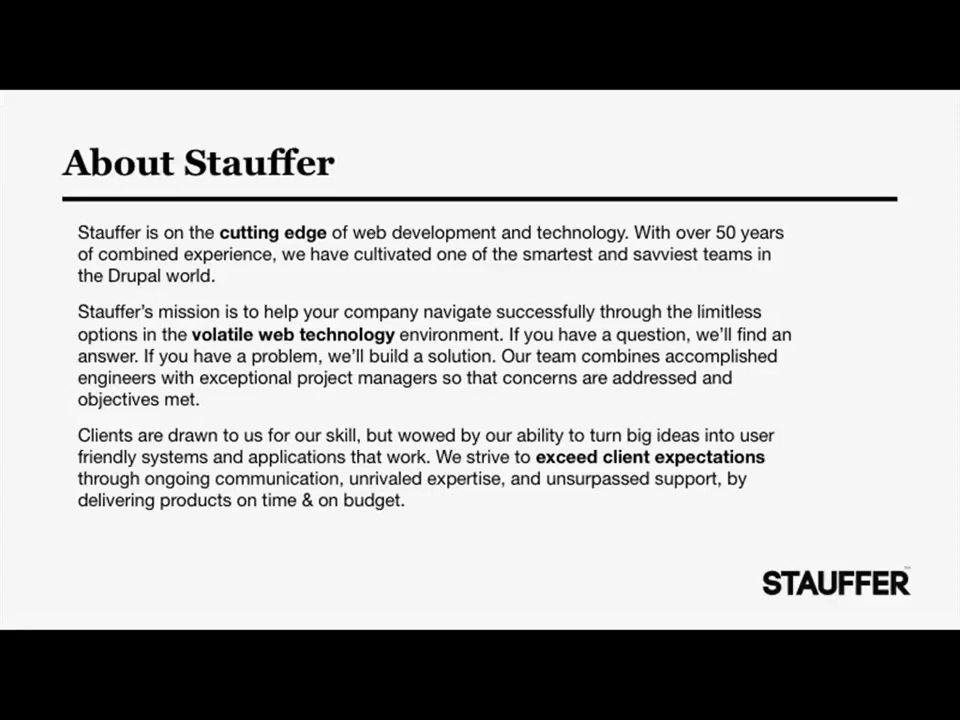 About Stauffer
Stauffer is on the cutting edge of web development and technology. With over 50 years
of combined experience, we have cultivated one of the smartest and savviest teams in
the Drupal world.
Stauffer’s mission is to help your company navigate successfully through the limitless
options in the volatile web technology environment. If you have a question, we’ll find an
answer. If you have a problem, we’ll build a solution. Our team combines accomplished
engineers with exceptional project managers so that concerns are addressed and
objectives met.
Clients are drawn to us for our skill, but wowed by our ability to turn big ideas into user
friendly systems and applications that work. We strive to exceed client expectations
through ongoing communication, unrivaled expertise, and unsurpassed support, by
delivering products on time & on budget.
STAUFFER™